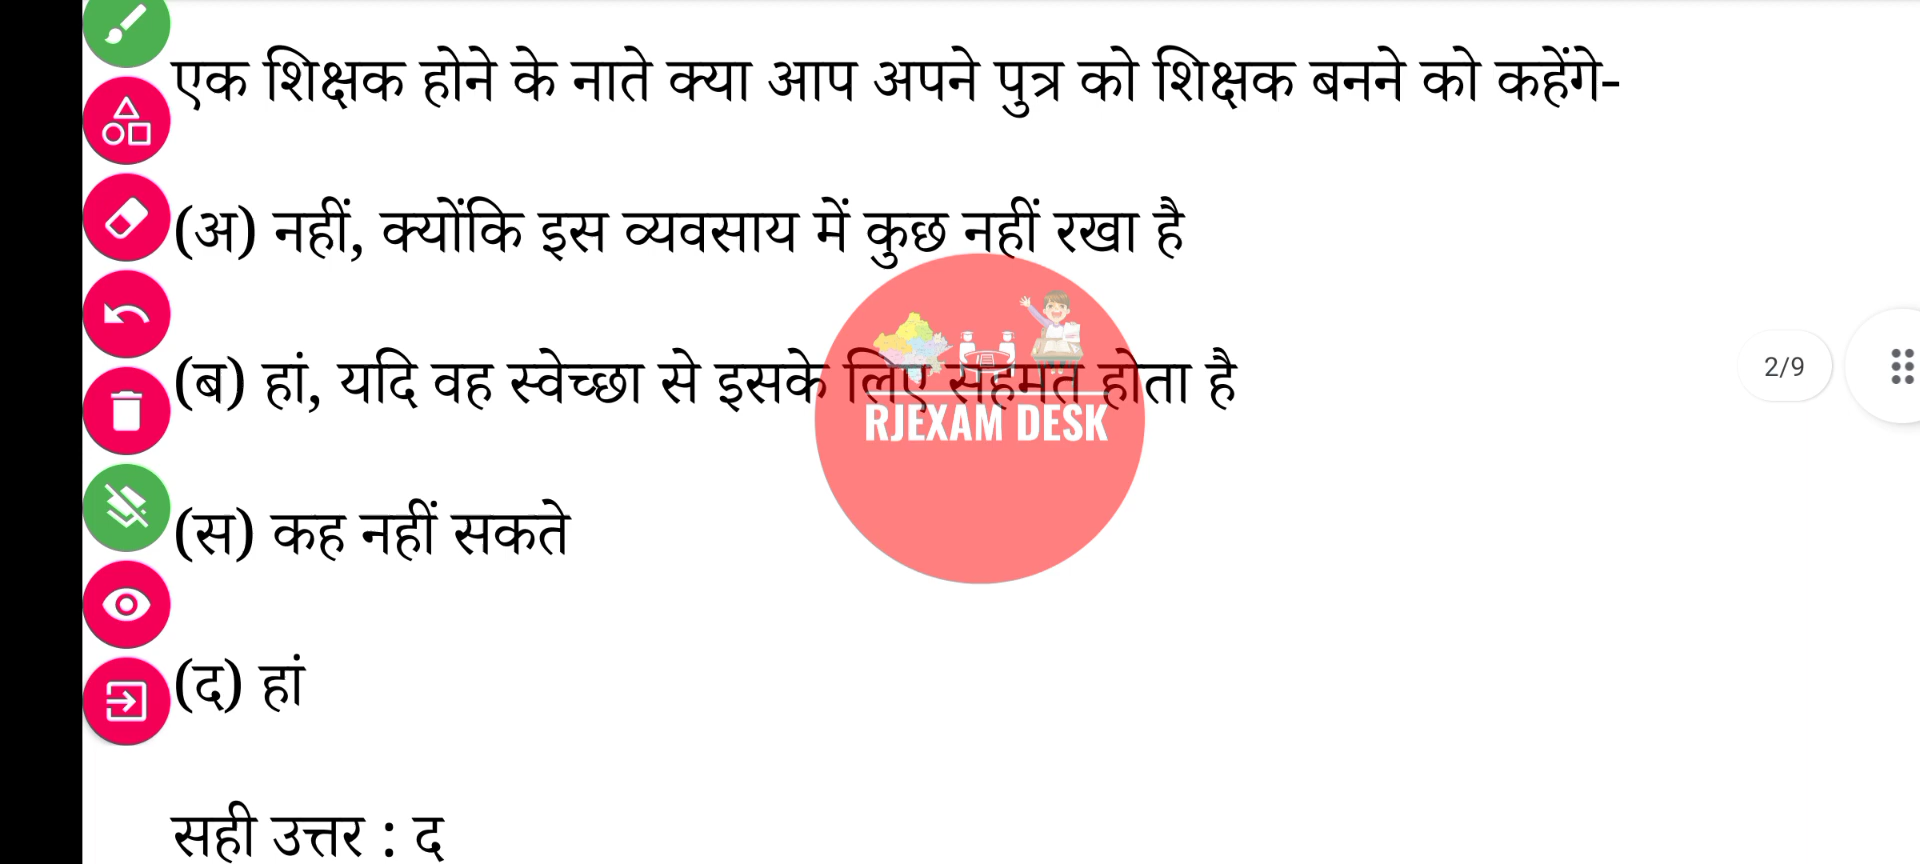 एक शिक्षक होने के नाते क्या आप अपने पुत्र को शिक्षक बनने को कहेंगे-
(अ) नहीं, क्योंकि इस व्यवसाय में कुछ नहीं रखा है
(ब) हां, यदि वह स्वेच्छा से इसके लिए सहमत होता है
RJEXAM DESK
2/9
(स) कह नहीं सकते
(द) हां
सही उत्तर : द